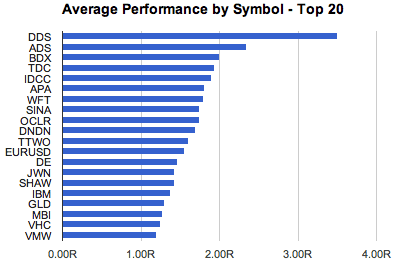 Average Performance by Symbol - Top 20
DDS
ADS
BDX
TDC
IDCC
APA
WFT
SINA
OCLR
DNDN
TTWO
EURUSD
DE
JWN
SHAW
IBM
GLD
MBI
VHC
VMW
0.00R 1.00R 2.00R 3.00R 4.00R